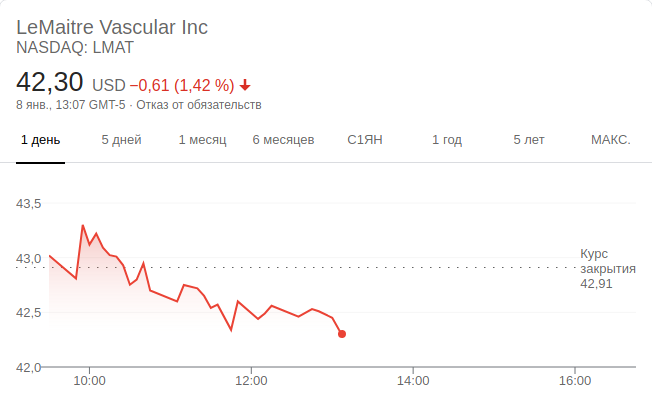 LeMaitre Vascular Inc
NASDAQ: LMAT
42,30 USD −0,61 (1,42 %)
8 янв., 13:07 GMT-5 · Отказ от обязательств
1 день 5 дней 1 месяц 6 месяцев С1ЯН 1 год 5 лет МАКС.
43,5
43,0
42,5
42,0
Курс
закрытия
42,91
10:00 12:00 14:00 16:00